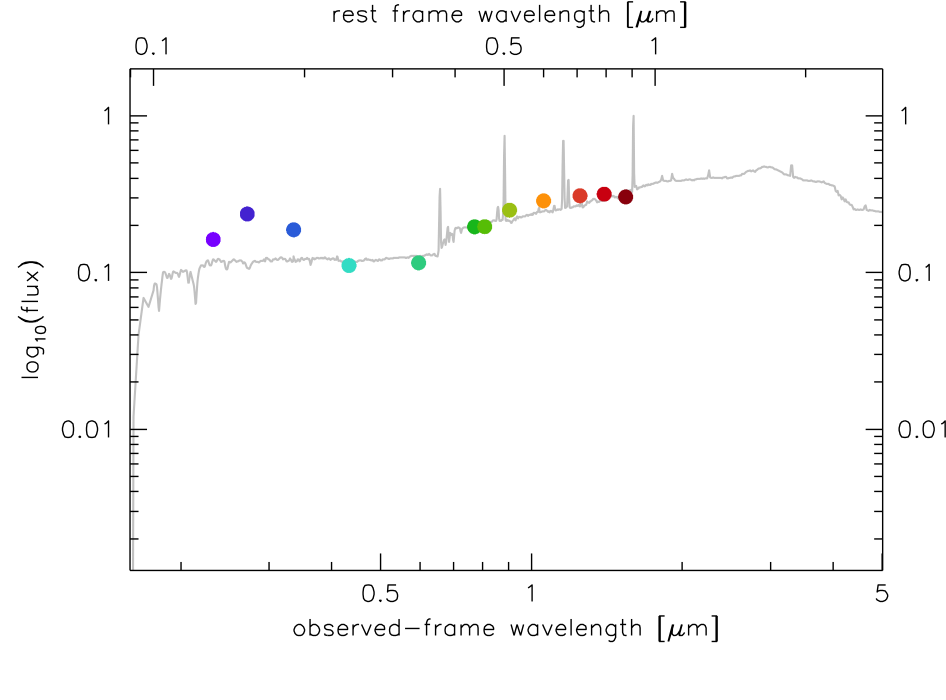 rest frame wavelength [μm]
0.1 0.5 1
1 1
log10(flux)
0.1 0.1
0.01 0.01
0.5 1 5
observed-frame wavelength [μm]